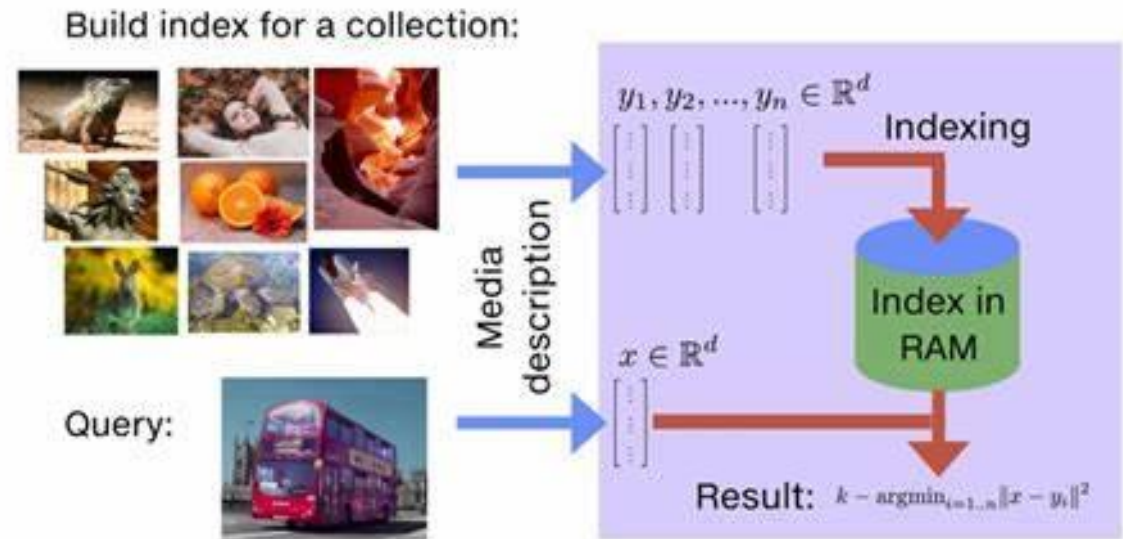 Build index for a collection:
y₁, y₂, ..., yₙ ∈ ℝᵈ
Indexing
Media
description
Index in
RAM
x ∈ ℝᵈ
Query:
Result: k − argminᵢ₌₁..ₙ‖x − yᵢ‖²